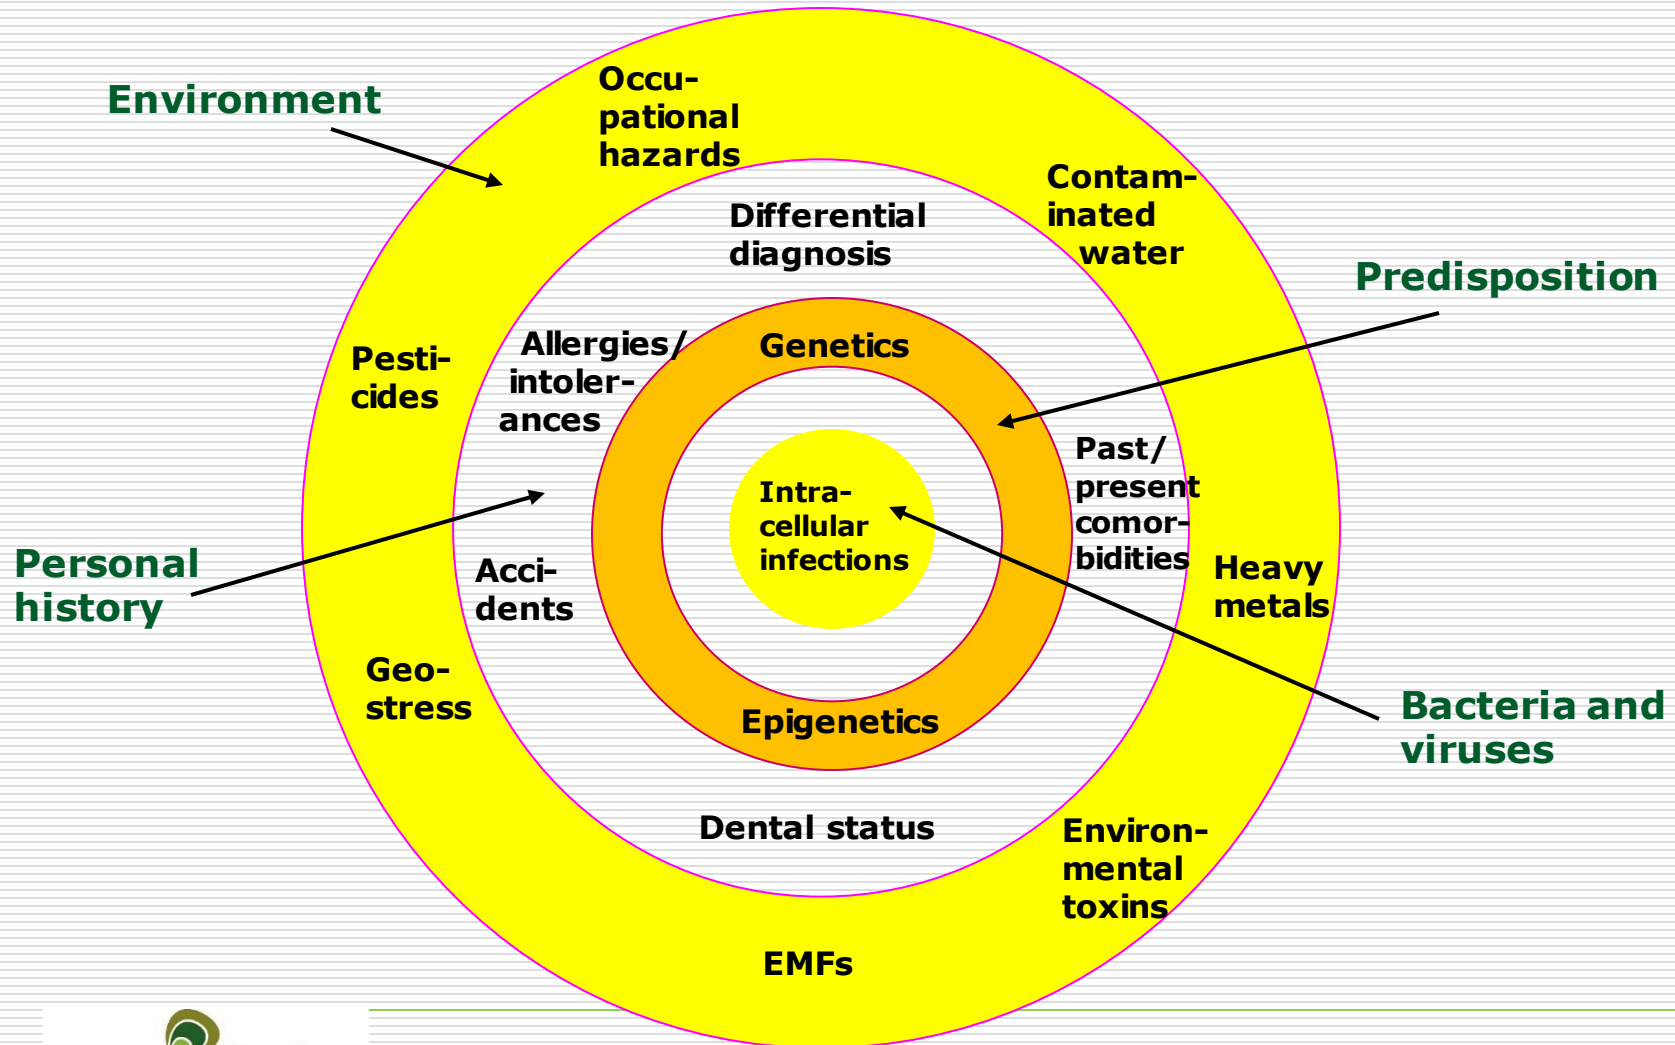 Environment
Occu-
pational
hazards
Contam-
inated
water
Differential
diagnosis
Predisposition
Allergies/
intoler-
ances
Genetics
Pesti-
cides
Past/
present
comor-
bidities
Intra-
cellular
infections
Personal
history
Acci-
dents
Heavy
metals
Geo-
stress
Epigenetics
Bacteria and
viruses
Dental status
Environ-
mental
toxins
EMFs